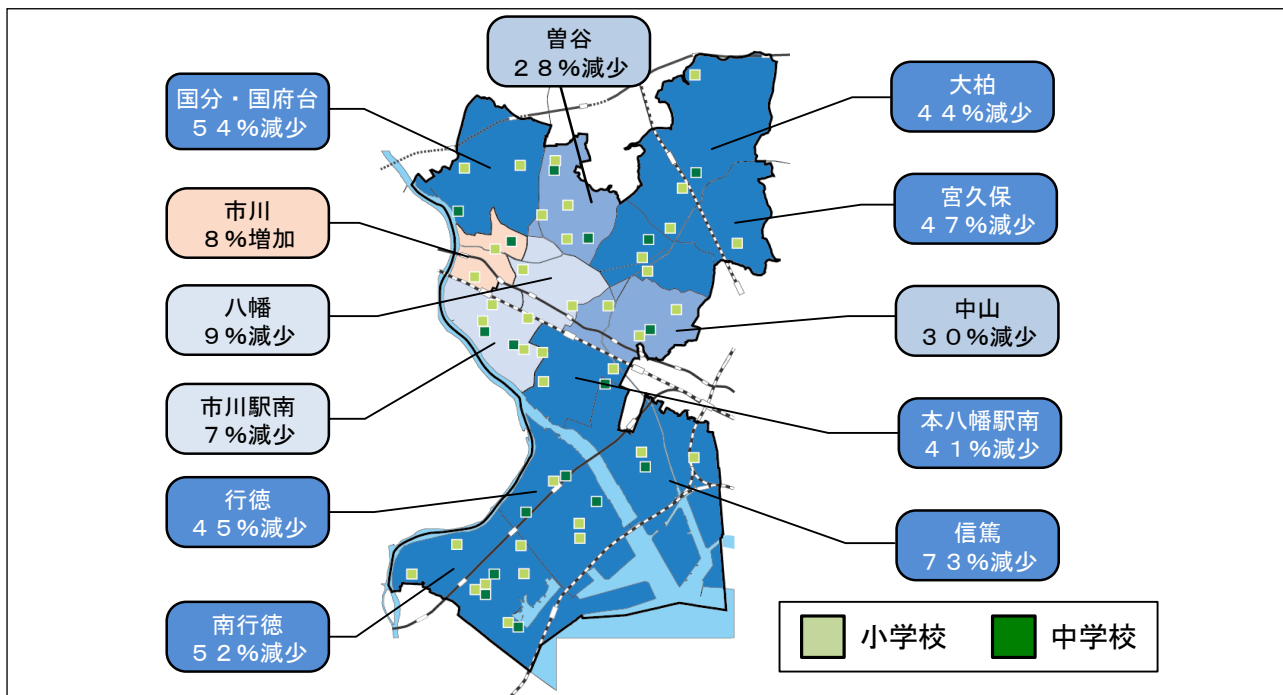 曽谷
２８%減少
国分・国府台
５４%減少
大柏
４４%減少
市川
８%増加
宮久保
４７%減少
八幡
９%減少
中山
３０%減少
市川駅南
７%減少
本八幡駅南
４１%減少
行徳
４５%減少
信篤
７３%減少
南行徳
５２%減少
小学校
中学校